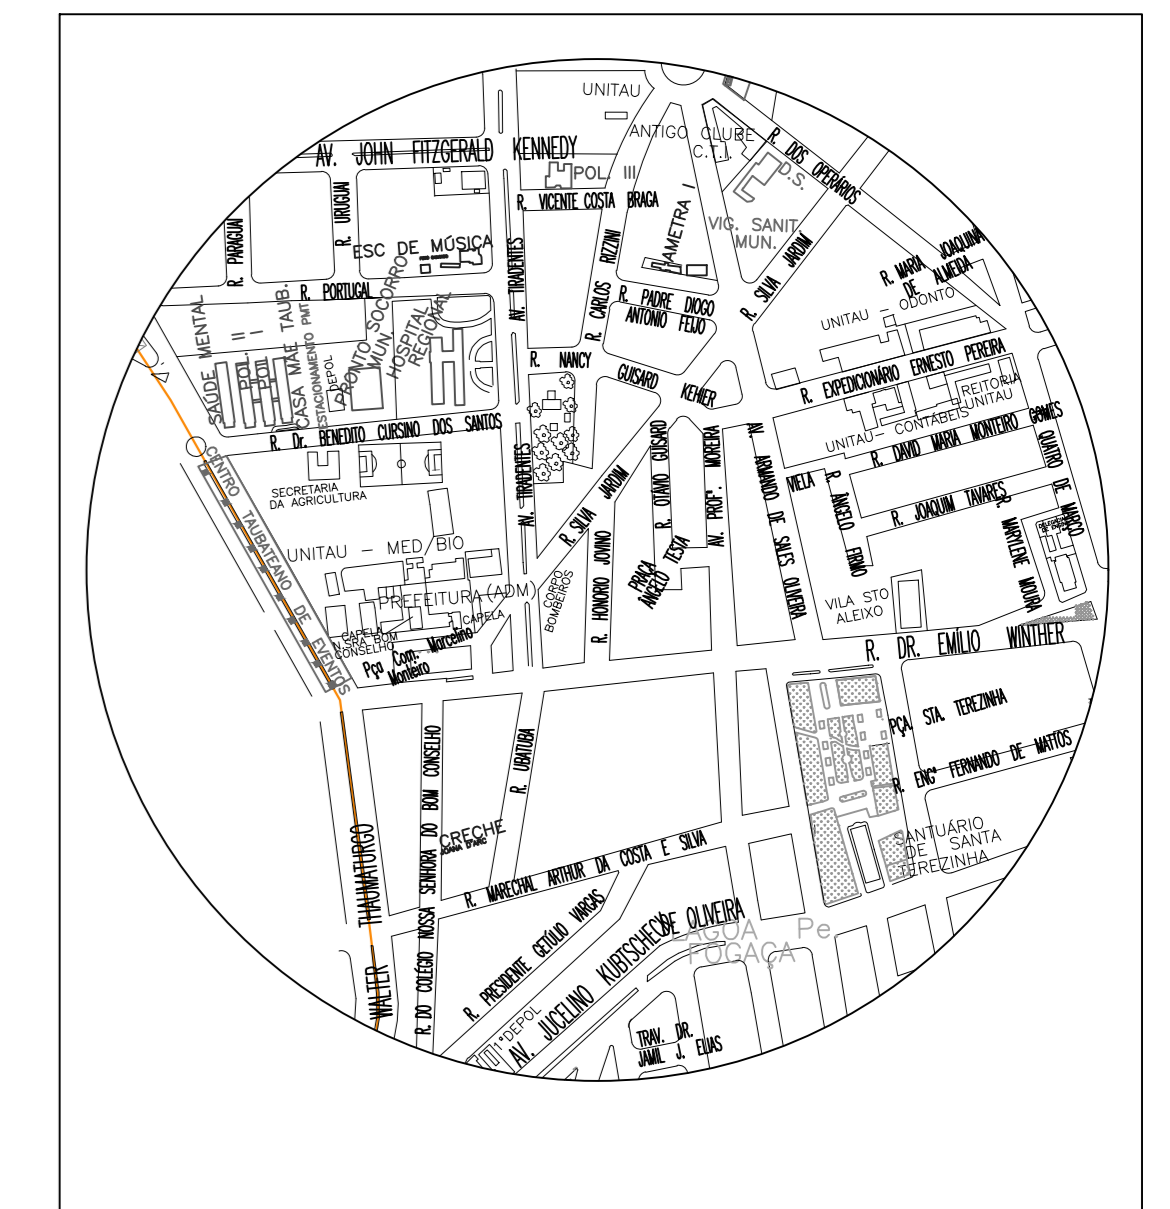 UNITAU
ANTIGO CLUBE
C.T.I.
R. DOS OPERÁRIOS
AV. JOHN FITZGERALD KENNEDY
POL. III
D.S.
R. VICENTE COSTA BRAGA
R. PARAGUAI
R. URUGUAI
ESC DE MÚSICA
AV. TIRADENTES
R. CARLOS RIZZINI
AMETRA I
VIG. SANIT.
MUN.
R. SILVA JARDIM
R. MARIA JOAQUINA
DE ALMEIDA
R. PORTUGAL
R. PADRE DIOGO
ANTONIO FEIJO
UNITAU - ODONTO
SAÚDE MENTAL
POL. II
POL. I
CASA MÃE TAUB.
ESTACIONAMENTO PMT
DEPOL
PRONTO SOCORRO
MUN.
HOSPITAL
REGIONAL
R. NANCY
GUISARD KEHIER
R. EXPEDICIONÁRIO ERNESTO PEREIRA
REITORIA
UNITAU
R. Dr. BENEDITO CURSINO DOS SANTOS
UNITAU- CONTÁBEIS
R. DAVID MARIA MONTEIRO GOMES
QUATRO DE MARÇO
CENTRO TAUBATEANO DE EVENTOS
SECRETARIA
DA AGRICULTURA
AV. TIRADENTES
R. SILVA JARDIM
R. OTÁVIO GUISARD
AV. PROFª. MOREIRA
AV. ARMANDO DE SALES OLIVEIRA
VIELA
R. ÂNGELO FIRMO
R. JOAQUIM TAVARES
R. MARYLENE MOURA
UNITAU - MED/BIO
R. HONORIO JOVINO
PRAÇA
ÂNGELO TESTA
PREFEITURA(ADM)
CORPO
BOMBEIROS
CAPELA
CAPELA
N.SRA. BOM
CONSELHO
Pça Com. Marcelino
Monteiro
VILA STO
ALEIXO
R. DR. EMÍLIO WINTHER
PÇA. STA. TEREZINHA
R. ENGº FERNANDO DE MATTOS
R. UBATUBA
R. DO COLÉGIO NOSSA SENHORA DO BOM CONSELHO
CRECHE
JOANA D'ARC
SANTUÁRIO
DE SANTA
TEREZINHA
R. MARECHAL ARTHUR DA COSTA E SILVA
WALTER THAUMATURGO
R. PRESIDENTE GETÚLIO VARGAS
AV. JUCELINO KUBTSCHECK DE OLIVEIRA
LAGOA Pe.
FOGAÇA
1°DEPOL
TRAV. DR.
JAMIL J. ELIAS